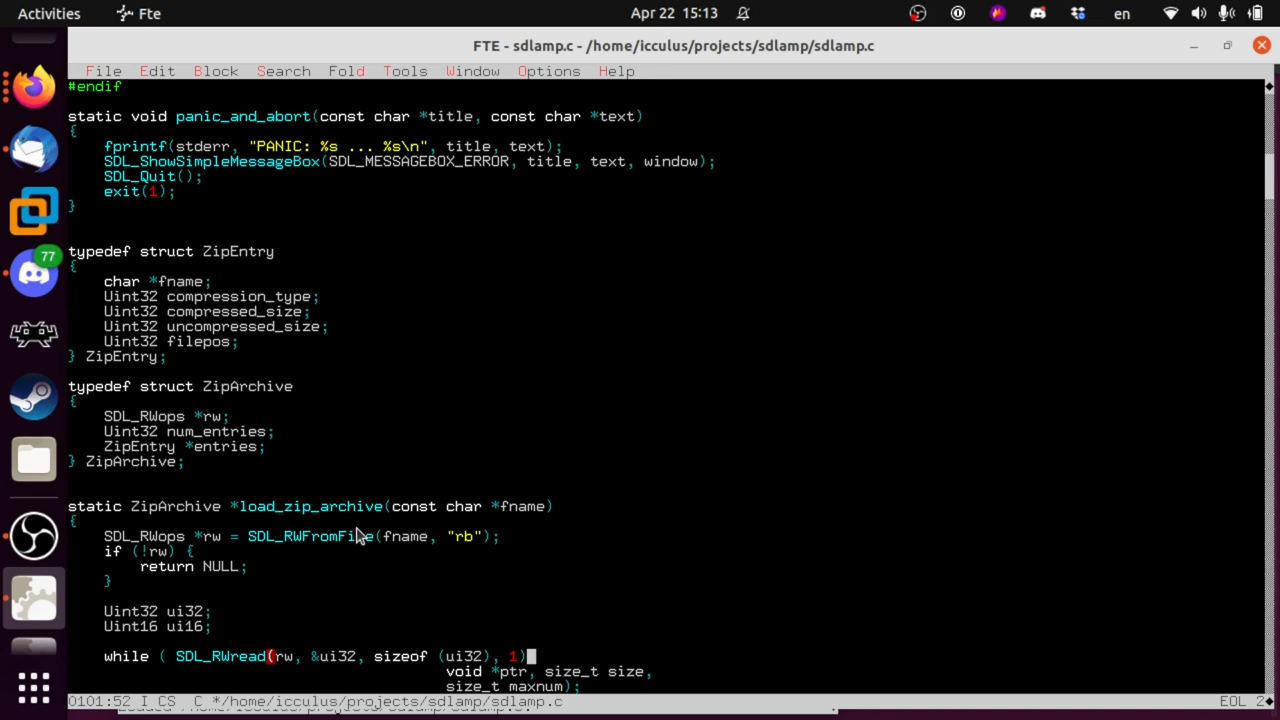 Activities Fte Apr 22 15:13 en
FTE - sdlamp.c - /home/icculus/projects/sdlamp/sdlamp.c
File Edit Block Search Fold Tools Window Options Help
#endif
static void panic_and_abort(const char *title, const char *text)
{
fprintf(stderr, "PANIC: %s ... %s\n", title, text);
SDL_ShowSimpleMessageBox(SDL_MESSAGEBOX_ERROR, title, text, window);
SDL_Quit();
exit(1);
}
typedef struct ZipEntry
{
char *fname;
Uint32 compression_type;
Uint32 compressed_size;
Uint32 uncompressed_size;
Uint32 filepos;
} ZipEntry;
typedef struct ZipArchive
{
SDL_RWops *rw;
Uint32 num_entries;
ZipEntry *entries;
} ZipArchive;
static ZipArchive *load_zip_archive(const char *fname)
{
SDL_RWops *rw = SDL_RWFromFile(fname, "rb");
if (!rw) {
return NULL;
}
Uint32 ui32;
Uint16 ui16;
while ( SDL_RWread(rw, &ui32, sizeof (ui32), 1)
void *ptr, size_t size,
size_t maxnum);
0101:52 I CS C */home/icculus/projects/sdlamp/sdlamp.c EOL 2
77